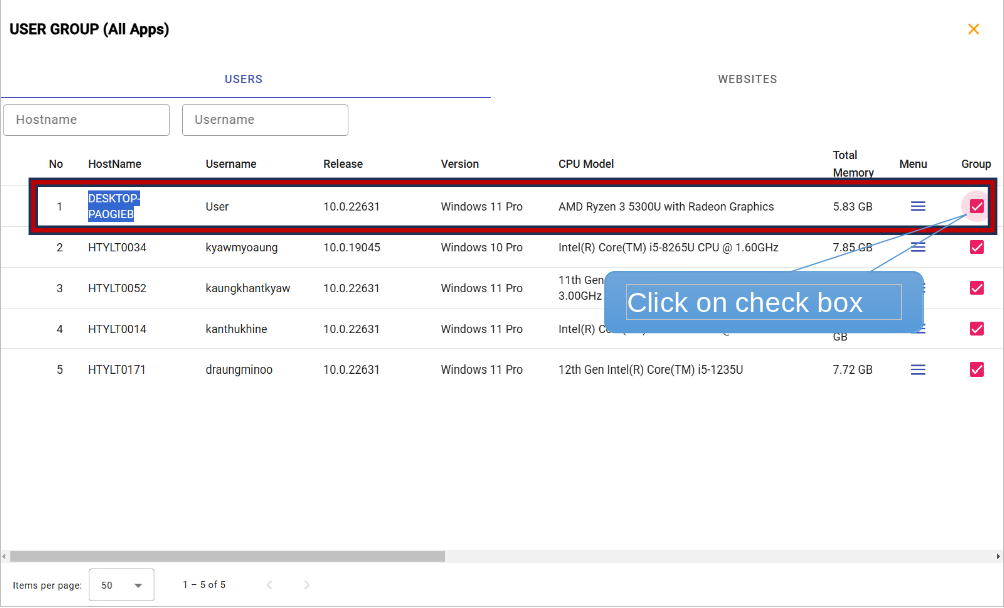 USER GROUP (All Apps)
USERS WEBSITES
Hostname Username
No HostName Username Release Version CPU Model Total Memory Menu Group
1 DESKTOP-PAOGIEB User 10.0.22631 Windows 11 Pro AMD Ryzen 3 5300U with Radeon Graphics 5.83 GB
2 HTYLT0034 kyawmyoaung 10.0.19045 Windows 10 Pro Intel(R) Core(TM) i5-8265U CPU @ 1.60GHz 7.85 GB
3 HTYLT0052 kaungkhantkyaw 10.0.22631 Windows 11 Pro 11th Gen 3.00GHz
Click on check box
4 HTYLT0014 kanthukhine 10.0.22631 Windows 11 Pro Intel(R) GB
5 HTYLT0171 draungminoo 10.0.22631 Windows 11 Pro 12th Gen Intel(R) Core(TM) i5-1235U 7.72 GB
Items per page: 50 1 – 5 of 5